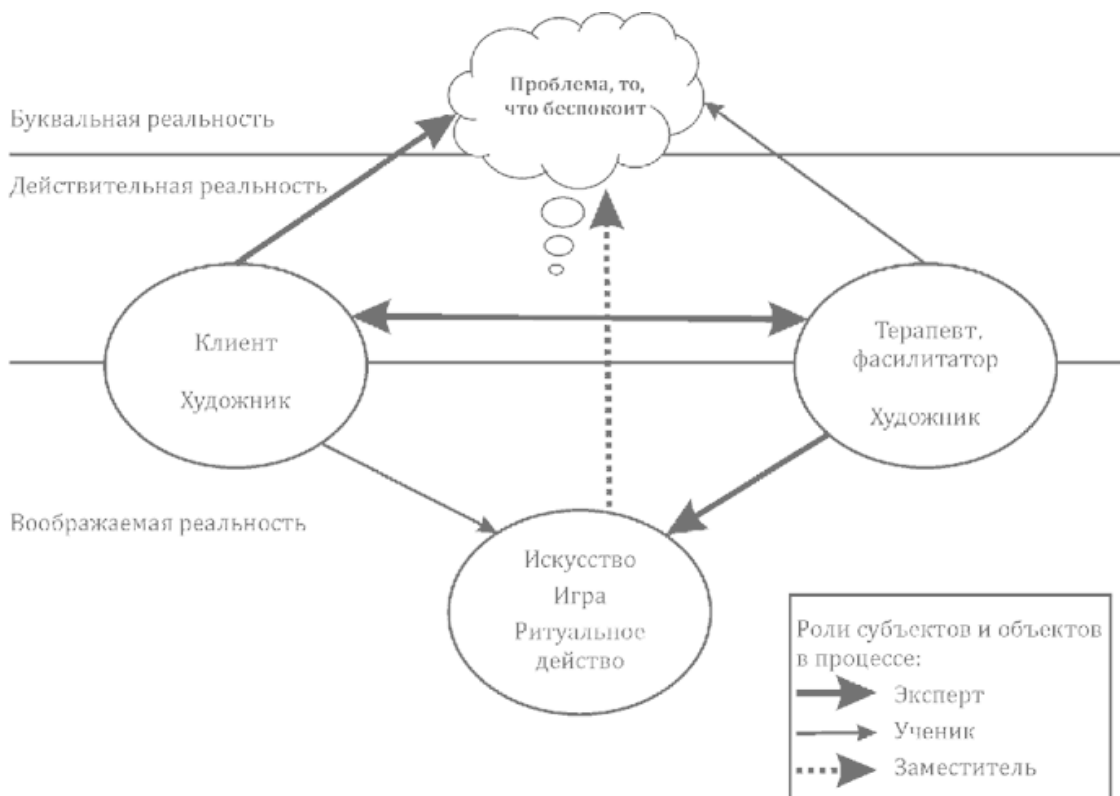 Проблема, то,
что беспокоит
Буквальная реальность
Действительная реальность
Клиент
Художник
Терапевт,
фасилитатор
Художник
Воображаемая реальность
Искусство
Игра
Ритуальное
действо
Роли субъектов и объектов
в процессе:
Эксперт
Ученик
Заместитель